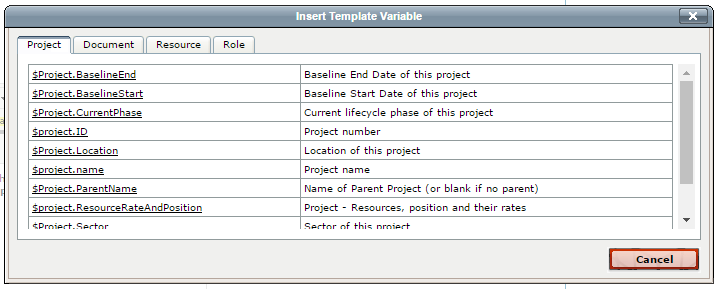 Insert Template Variable
Project Document Resource Role
$Project.BaselineEnd Baseline End Date of this project
$Project.BaselineStart Baseline Start Date of this project
$Project.CurrentPhase Current lifecycle phase of this project
$project.ID Project number
$Project.Location Location of this project
$project.name Project name
$Project.ParentName Name of Parent Project (or blank if no parent)
$project.ResourceRateAndPosition Project - Resources, position and their rates
$Project.Sector Sector of this project
Cancel